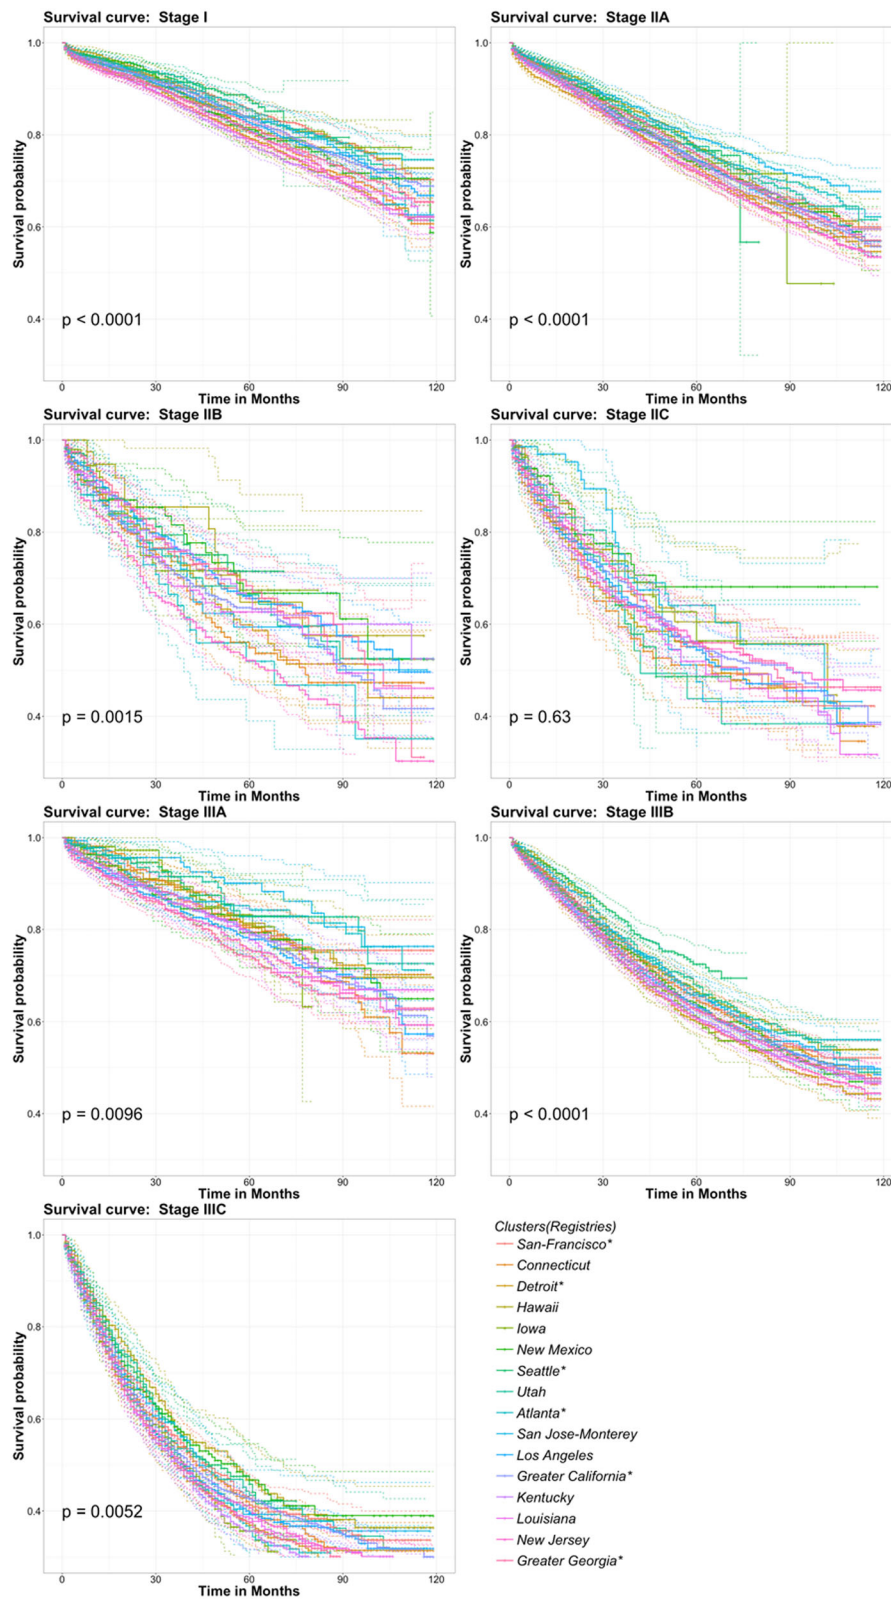 Survival curve: Stage I
Survival probability
1.0
0.8
0.6
0.4
p < 0.0001
0 30 60 90 120
Time in Months
Survival curve: Stage IIA
Survival probability
1.0
0.8
0.6
0.4
p < 0.0001
0 30 60 90 120
Time in Months
Survival curve: Stage IIB
Survival probability
1.0
0.8
0.6
0.4
p = 0.0015
0 30 60 90 120
Time in Months
Survival curve: Stage IIC
Survival probability
1.0
0.8
0.6
0.4
p = 0.63
0 30 60 90 120
Time in Months
Survival curve: Stage IIIA
Survival probability
1.0
0.8
0.6
0.4
p = 0.0096
0 30 60 90 120
Time in Months
Survival curve: Stage IIIB
Survival probability
1.0
0.8
0.6
0.4
p < 0.0001
0 30 60 90 120
Time in Months
Survival curve: Stage IIIC
Survival probability
1.0
0.8
0.6
0.4
p = 0.0052
0 30 60 90 120
Time in Months
Clusters(Registries)
San-Francisco*
Connecticut
Detroit*
Hawaii
Iowa
New Mexico
Seattle*
Utah
Atlanta*
San Jose-Monterey
Los Angeles
Greater California*
Kentucky
Louisiana
New Jersey
Greater Georgia*